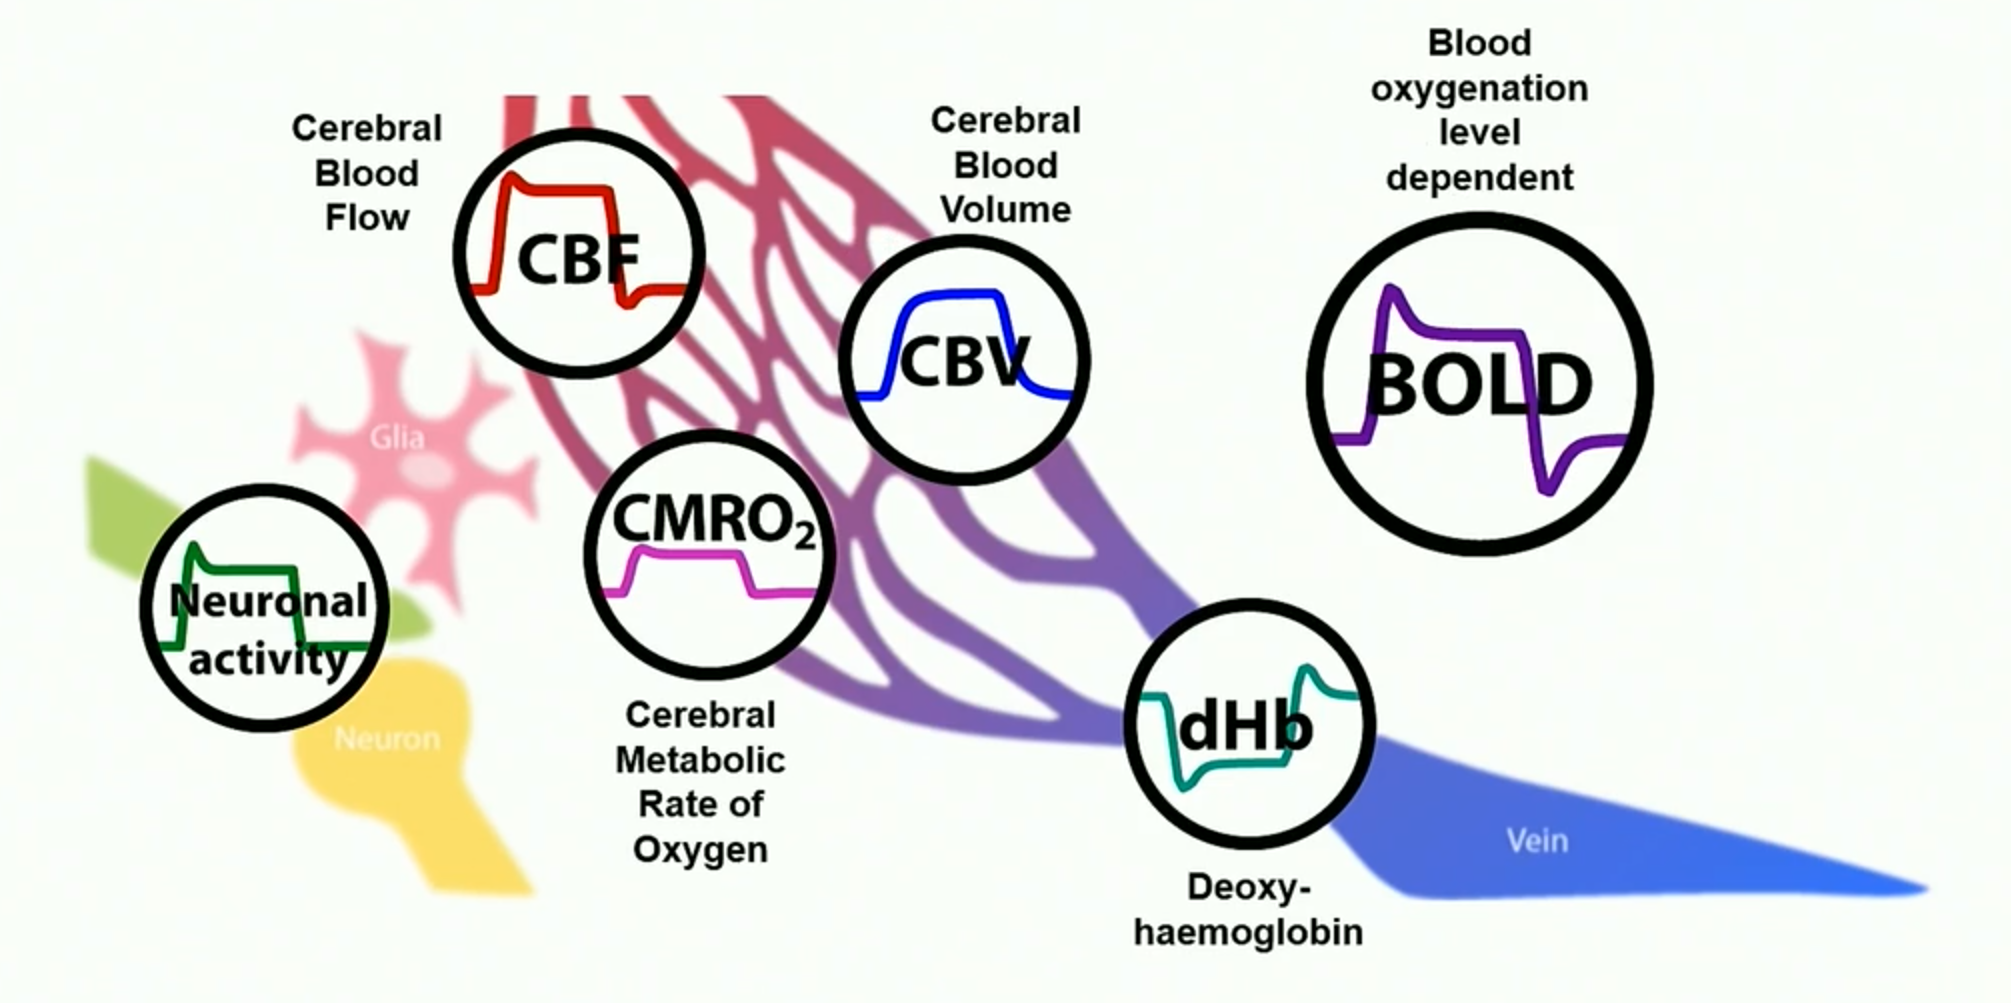 Cerebral
Blood
Flow
CBF
Cerebral
Blood
Volume
CBV
Blood
oxygenation
level
dependent
BOLD
Glia
Neuronal
activity
Neuron
CMRO₂
Cerebral
Metabolic
Rate of
Oxygen
dHb
Deoxy-
haemoglobin
Vein